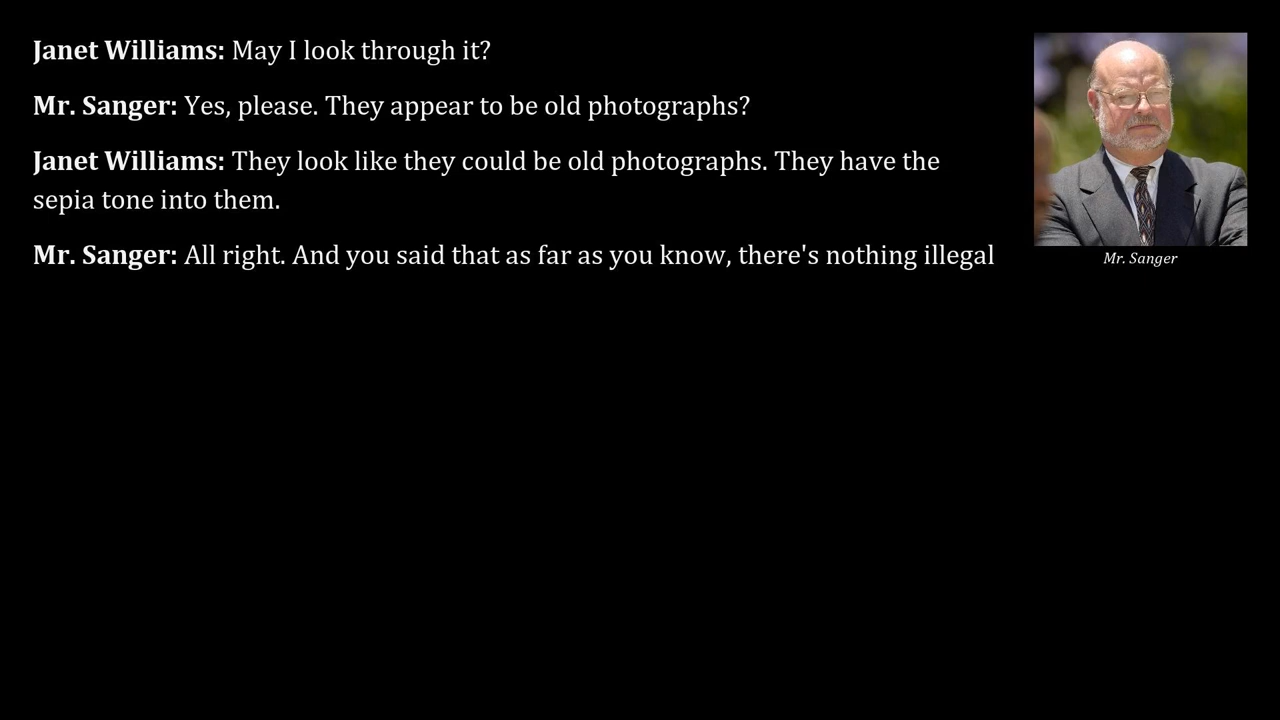 Janet Williams: May I look through it?
Mr. Sanger: Yes, please. They appear to be old photographs?
Janet Williams: They look like they could be old photographs. They have the
sepia tone into them.
Mr. Sanger: All right. And you said that as far as you know, there's nothing illegal
Mr. Sanger